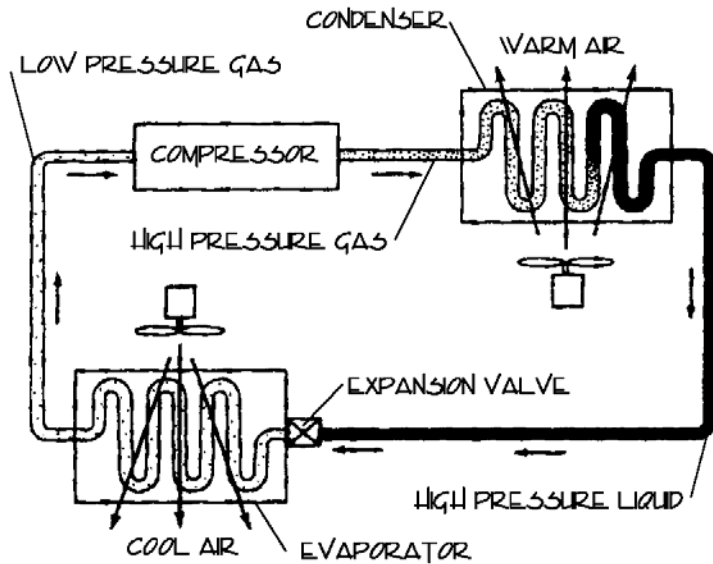 CONDENSER
WARM AIR
LOW PRESSURE GAS
COMPRESSOR
HIGH PRESSURE GAS
EXPANSION VALVE
HIGH PRESSURE LIQUID
COOL AIR
EVAPORATOR